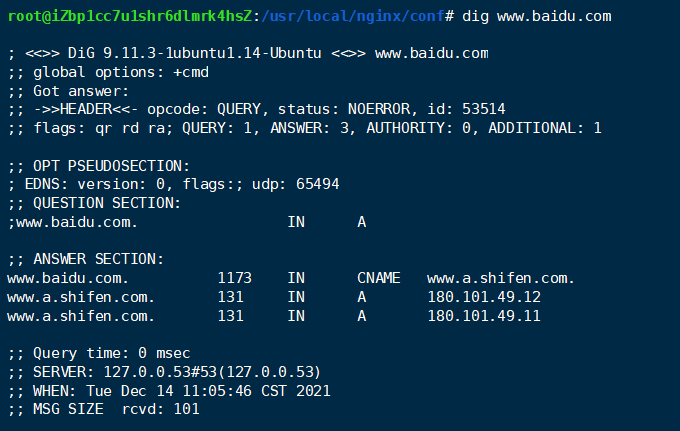 root@iZbp1cc7u1shr6dlmrk4hsZ:/usr/local/nginx/conf# dig www.baidu.com
; <<>> DiG 9.11.3-1ubuntu1.14-Ubuntu <<>> www.baidu.com
;; global options: +cmd
;; Got answer:
;; ->>HEADER<<- opcode: QUERY, status: NOERROR, id: 53514
;; flags: qr rd ra; QUERY: 1, ANSWER: 3, AUTHORITY: 0, ADDITIONAL: 1
;; OPT PSEUDOSECTION:
; EDNS: version: 0, flags:; udp: 65494
;; QUESTION SECTION:
;www.baidu.com. IN A
;; ANSWER SECTION:
www.baidu.com. 1173 IN CNAME www.a.shifen.com.
www.a.shifen.com. 131 IN A 180.101.49.12
www.a.shifen.com. 131 IN A 180.101.49.11
;; Query time: 0 msec
;; SERVER: 127.0.0.53#53(127.0.0.53)
;; WHEN: Tue Dec 14 11:05:46 CST 2021
;; MSG SIZE rcvd: 101